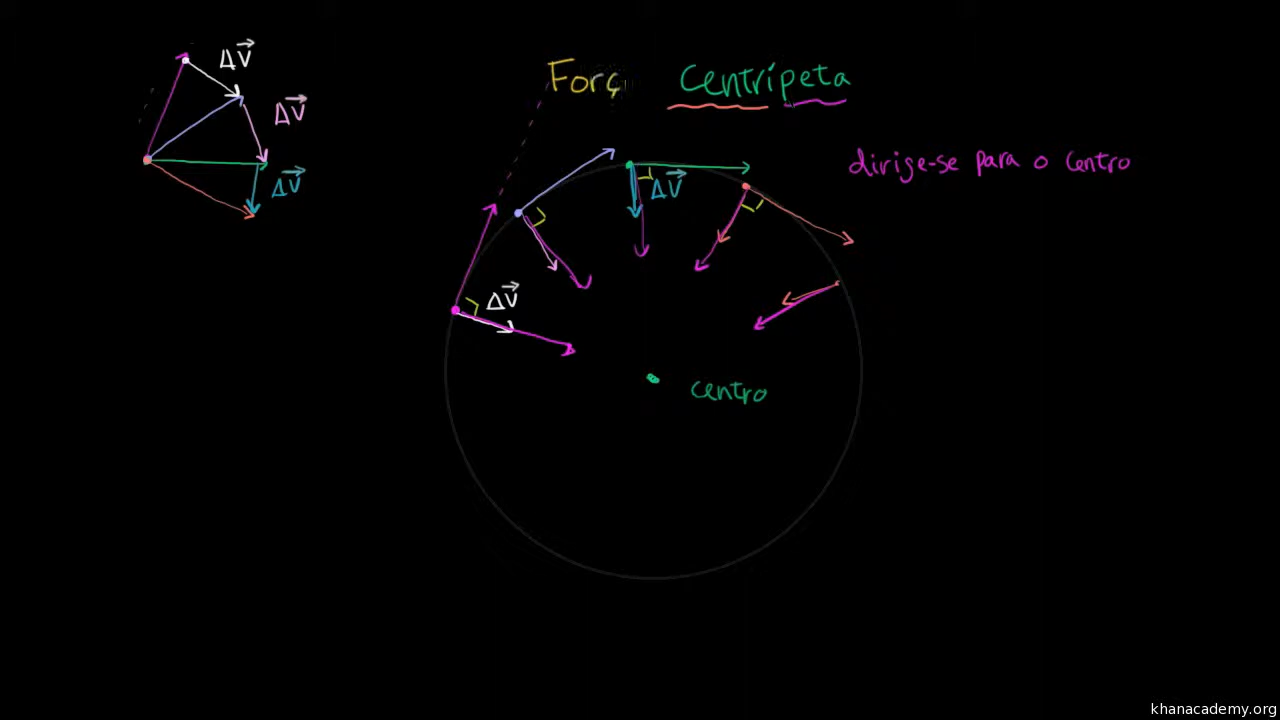 Δv
Δv
Δv
Forç Centrípeta
dirige-se para o centro
Δv
Δv
centro
khanacademy.org